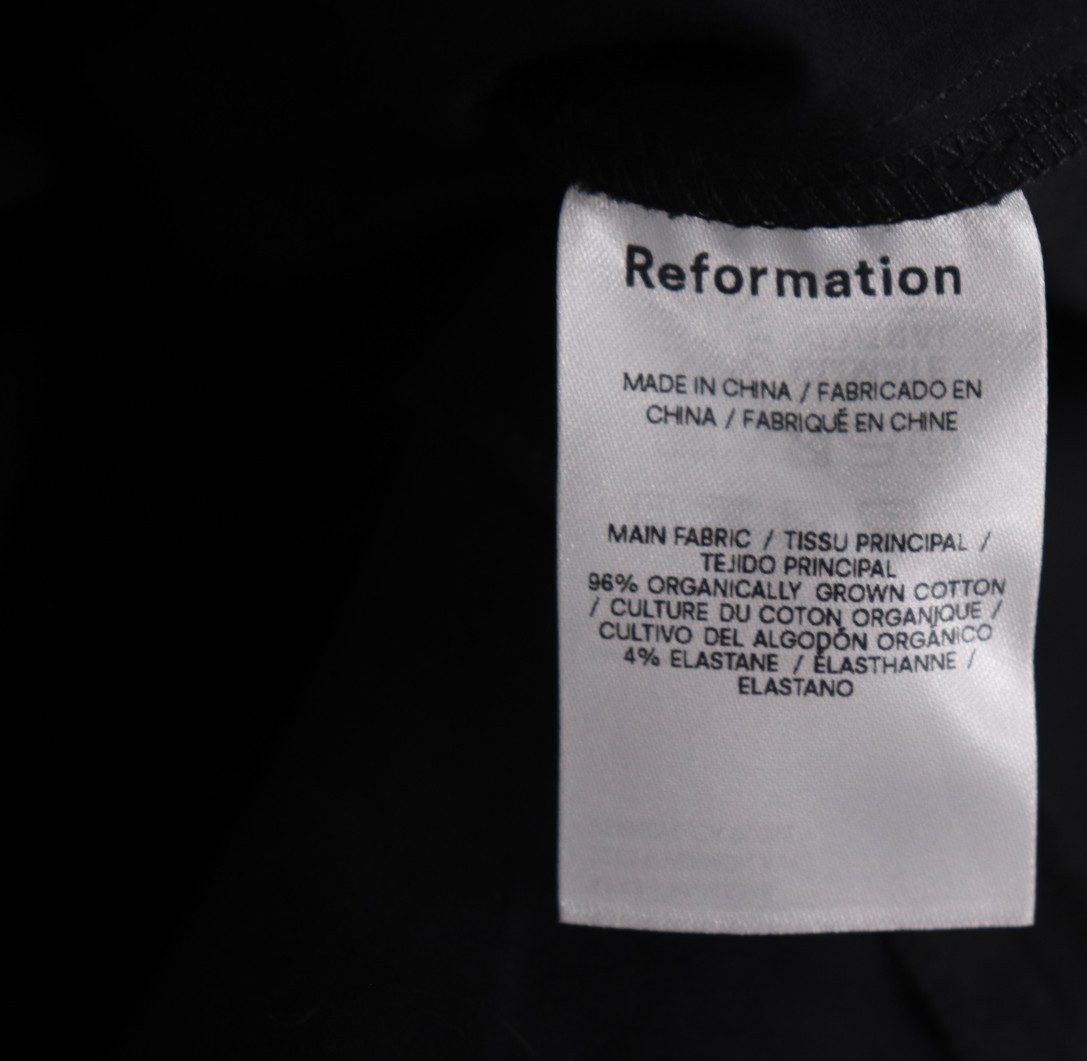 Reformation
MADE IN CHINA / FABRICADO EN
CHINA / FABRIQUÉ EN CHINE
MAIN FABRIC / TISSU PRINCIPAL /
TEJIDO PRINCIPAL
96% ORGANICALLY GROWN COTTON
/ CULTURE DU COTON ORGANIQUE /
CULTIVO DEL ALGODÓN ORGÁNICO
4% ELASTANE / ÉLASTHANNE /
ELASTANO